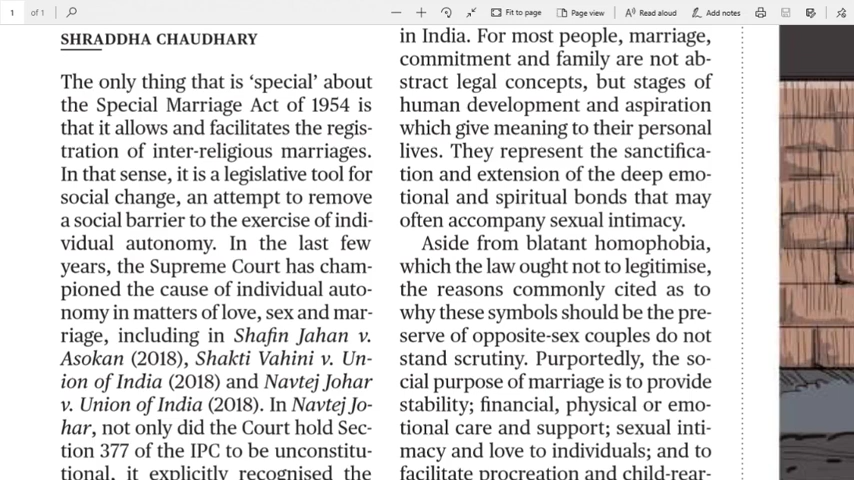 1 of 1 Fit to page Page view Read aloud Add notes
SHRADDHA CHAUDHARY
The only thing that is ‘special’ about
the Special Marriage Act of 1954 is
that it allows and facilitates the regis-
tration of inter-religious marriages.
In that sense, it is a legislative tool for
social change, an attempt to remove
a social barrier to the exercise of indi-
vidual autonomy. In the last few
years, the Supreme Court has cham-
pioned the cause of individual auto-
nomy in matters of love, sex and mar-
riage, including in Shafin Jahan v.
Asokan (2018), Shakti Vahini v. Un-
ion of India (2018) and Navtej Johar
v. Union of India (2018). In Navtej Jo-
har, not only did the Court hold Sec-
tion 377 of the IPC to be unconstitu-
tional, it explicitly recognised the
in India. For most people, marriage,
commitment and family are not ab-
stract legal concepts, but stages of
human development and aspiration
which give meaning to their personal
lives. They represent the sanctifica-
tion and extension of the deep emo-
tional and spiritual bonds that may
often accompany sexual intimacy.
Aside from blatant homophobia,
which the law ought not to legitimise,
the reasons commonly cited as to
why these symbols should be the pre-
serve of opposite-sex couples do not
stand scrutiny. Purportedly, the so-
cial purpose of marriage is to provide
stability; financial, physical or emo-
tional care and support; sexual inti-
macy and love to individuals; and to
facilitate procreation and child-rear-